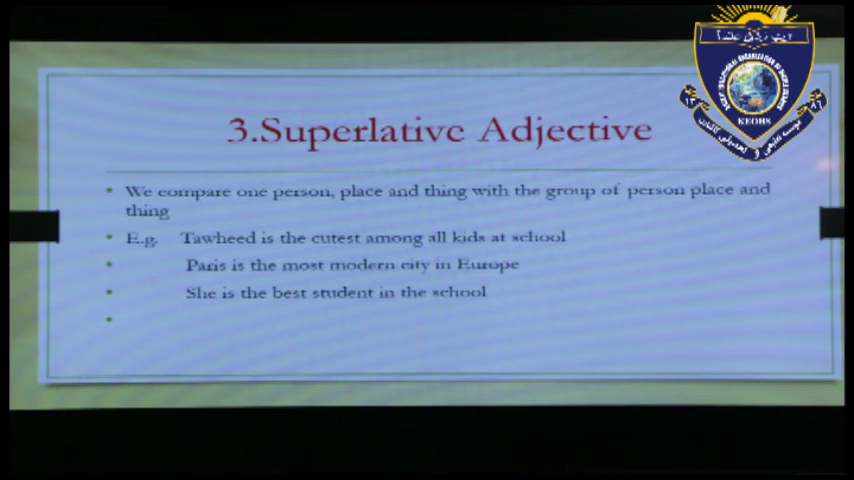 3.Superlative Adjective
• We compare one person, place and thing with the group of person place and
thing
• E.g. Tawheed is the cutest among all kids at school
• Paris is the most modern city in Europe
• She is the best student in the school
•
KEOHS